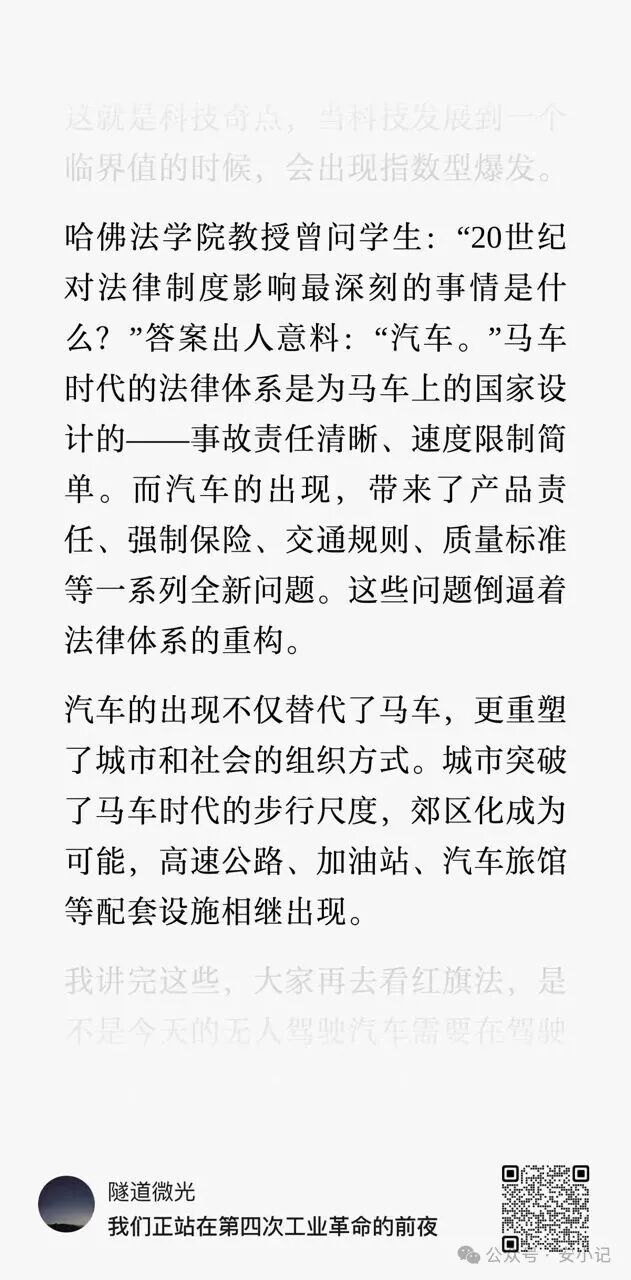 这就是科技奇点，当科技发展到一个
临界值的时候，会出现指数型爆发。
哈佛法学院教授曾问学生：“20世纪
对法律制度影响最深刻的事情是什
么？”答案出人意料：“汽车。”马车
时代的法律体系是为马车上的国家设
计的——事故责任清晰、速度限制简
单。而汽车的出现，带来了产品责
任、强制保险、交通规则、质量标准
等一系列全新问题。这些问题倒逼着
法律体系的重构。
汽车的出现不仅替代了马车，更重塑
了城市和社会的组织方式。城市突破
了马车时代的步行尺度，郊区化成为
可能，高速公路、加油站、汽车旅馆
等配套设施相继出现。
我讲完这些，大家再去看红旗法，是
不是今天的无人驾驶汽车需要在驾驶
隧道微光
我们正站在第四次工业革命的前夜
公众号·安小记